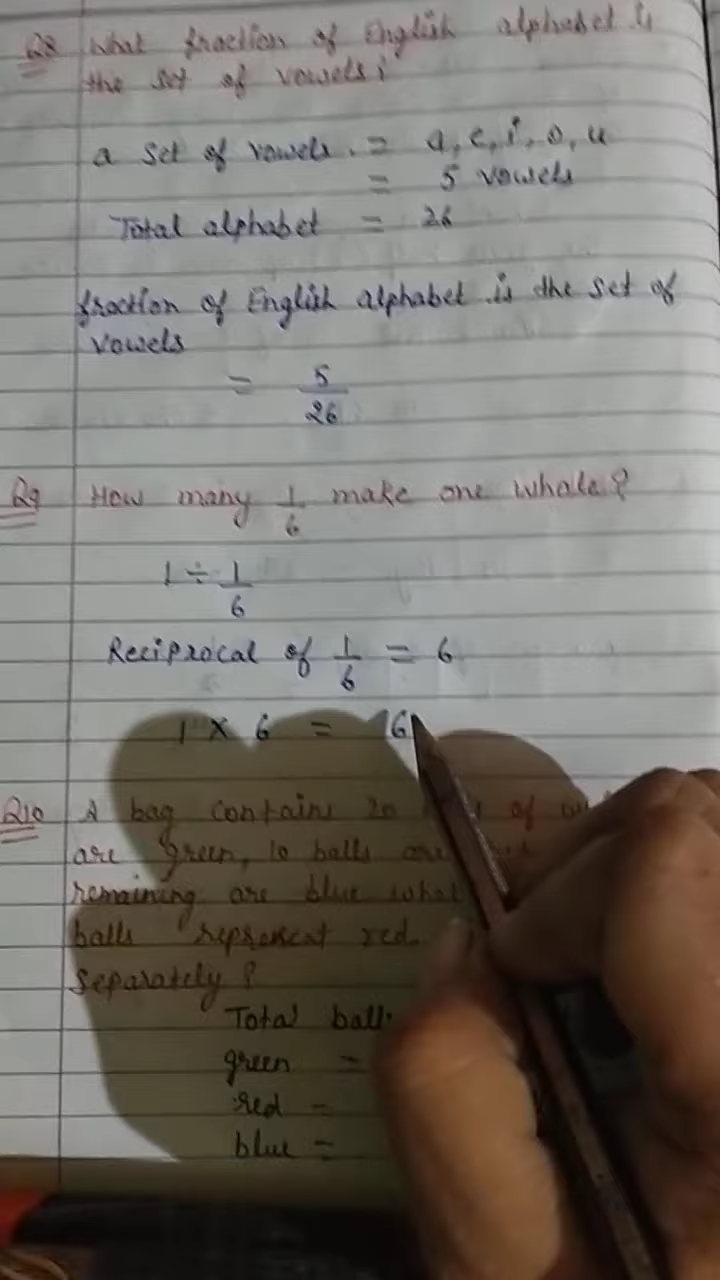 Q8 What fraction of English alphabet is
the set of vowels?
a set of vowels. = a, e, i, o, u
= 5 vowels
Total alphabet = 26
fraction of English alphabet is the set of
vowels
= 5/26
Q9 How many 1/6 make one whole?
1 ÷ 1/6
Reciprocal of 1/6 = 6
1 × 6 = 6
Q10 A bag contains 20 of
are green, 10 balls are
remaining are blue what
balls represent red.
separately?
Total
green =
red =
blue =